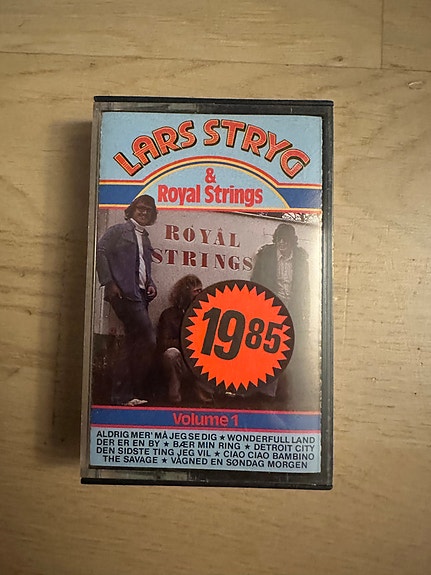 LARS STRYG
&
Royal Strings
ROYAL
STRINGS
1985
Volume 1
ALDRIG MER' MÅ JEG SE DIG ★ WONDERFULL LAND
DER ER EN BY ★ BÆR MIN RING ★ DETROIT CITY
DEN SIDSTE TING JEG VIL ★ CIAO CIAO BAMBINO
THE SAVAGE ★ VÅGNED EN SØNDAG MORGEN